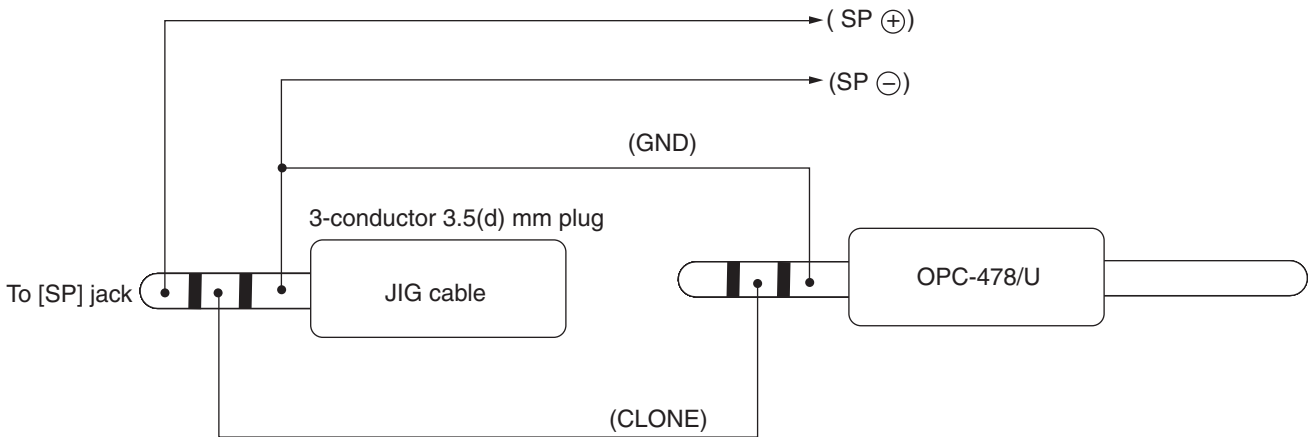 ( SP ⊕)
(SP ⊖)
(GND)
3-conductor 3.5(d) mm plug
To [SP] jack
JIG cable
OPC-478/U
(CLONE)